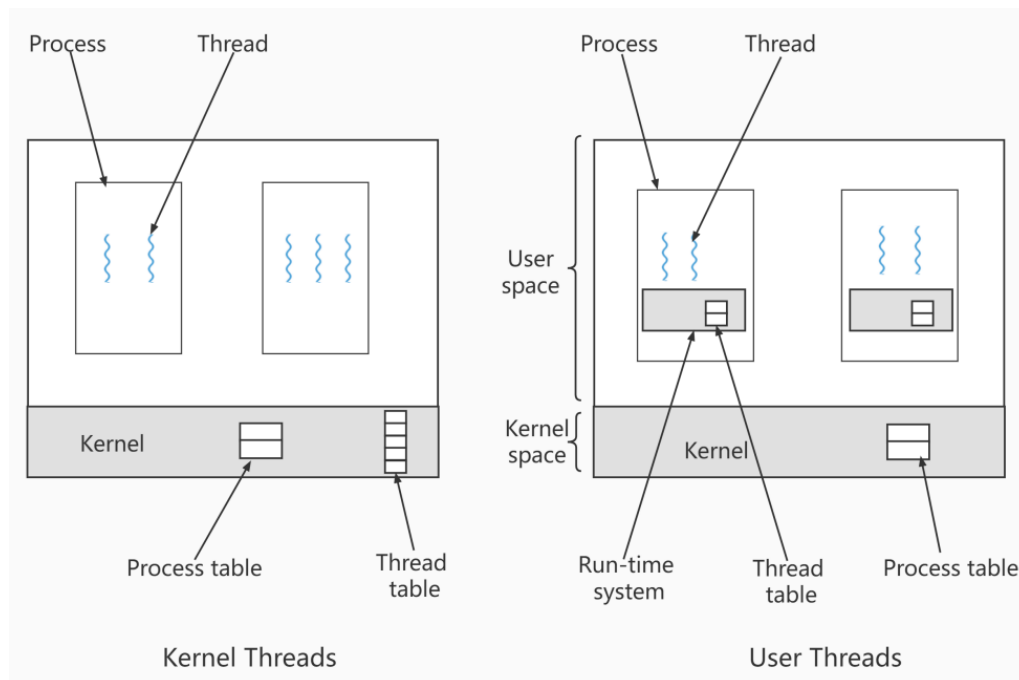 Process
Thread
Process
Thread
User
space
Kernel
space
Kernel
Kernel
Process table
Thread
table
Run-time
system
Thread
table
Process table
Kernel Threads
User Threads